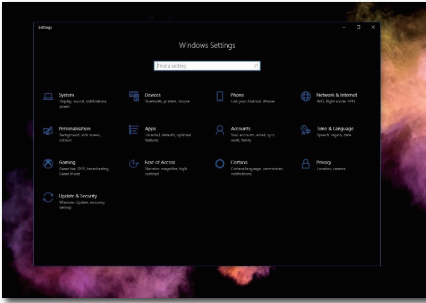 Settings
Windows Settings
Find a setting
System
Display, sound, notifications,
power
Devices
Bluetooth, printers, mouse
Phone
Link your Android, iPhone
Network & Internet
Wi-Fi, flight mode, VPN
Personalisation
Background, lock screen,
colours
Apps
Uninstall, defaults, optional
features
Accounts
Your accounts, email, sync,
work, family
Time & Language
Speech, region, date
Gaming
Game bar, DVR, broadcasting,
Game Mode
Ease of Access
Narrator, magnifier, high
contrast
Cortana
Cortana language, permissions,
notifications
Privacy
Location, camera
Update & Security
Windows Update, recovery,
backup